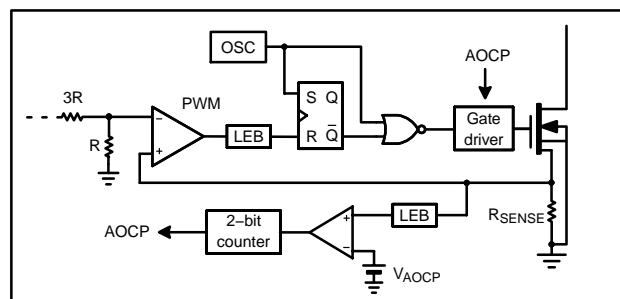 OSC
AOCP
3R
PWM
S Q
R Q̅
R
LEB
Gate
driver
−
+
LEB
RSENSE
AOCP
2−bit
counter
+
−
VAOCP